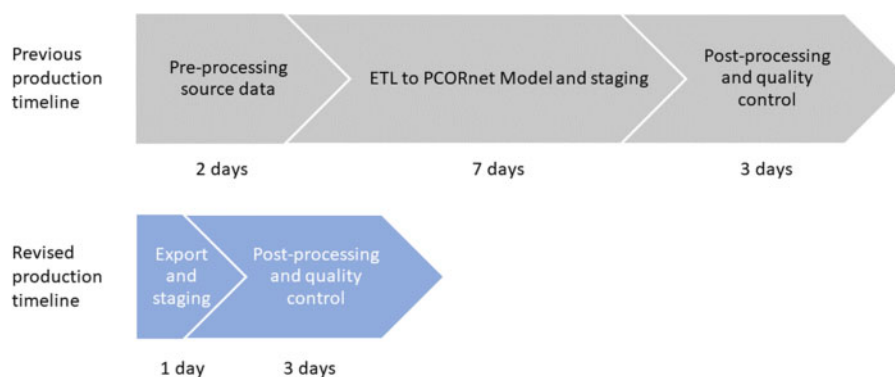 Previous
production
timeline
Pre-processing
source data
ETL to PCORnet Model and staging
Post-processing
and quality
control
2 days
7 days
3 days
Revised
production
timeline
Export
and
staging
Post-processing
and quality
control
1 day
3 days